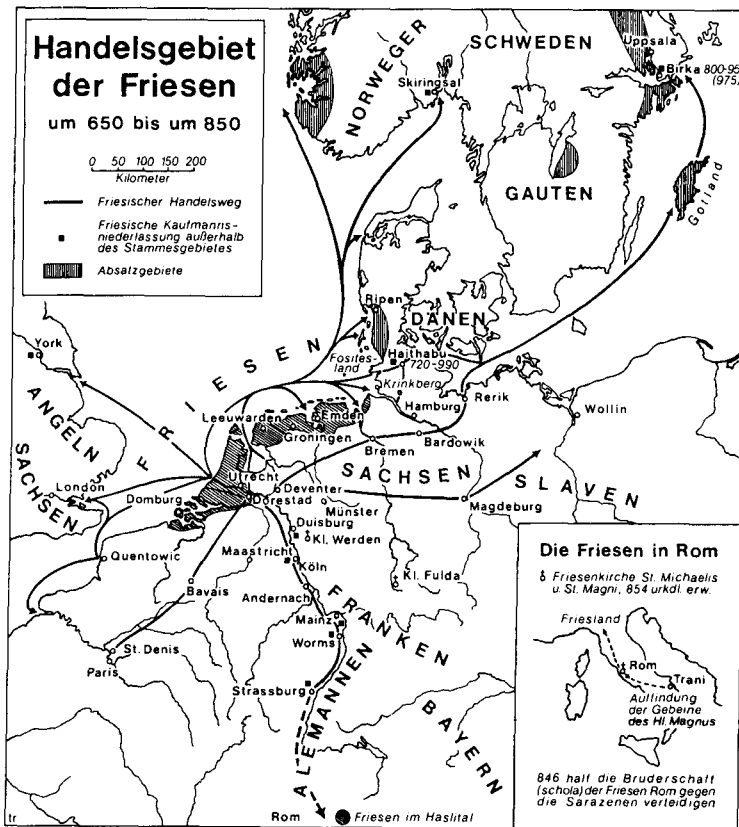 Handelsgebiet
der Friesen
um 650 bis um 850
0 50 100 150 200
Kilometer
Friesischer Handelsweg
Friesische Kaufmanns-
niederlassung außerhalb
des Stammesgebietes
Absatzgebiete
SCHWEDEN
Uppsala
Birka 800-95
(975)
NORWEGER
Skiringsal
GAUTEN
Gotland
Ripen
DÄNEN
Fosites-
land
Haithabu
720-990
Krinkberg
York
FRIESEN
ANGELN
SACHSEN
Leeuwarden
Emden
Groningen
Hamburg
Rerik
Wollin
Bardowik
Bremen
SACHSEN
SLAVEN
London
Domburg
Utrecht
Deventer
Dorestad
Münster
Magdeburg
Duisburg
Kl. Werden
Quentowic
Maastricht
Köln
Kl. Fulda
Bavais
Andernach
FRANKEN
Mainz
Worms
St. Denis
Paris
Strassburg
ALEMANNEN
BAYERN
Rom
Friesen im Haslital
tr
Die Friesen in Rom
Friesenkirche St. Michaelis
u. St. Magni, 854 urkdl. erw.
Friesland
Rom
Trani
Auffindung
der Gebeine
des Hl. Magnus
846 half die Bruderschaft
(schola) der Friesen Rom gegen
die Sarazenen verteidigen